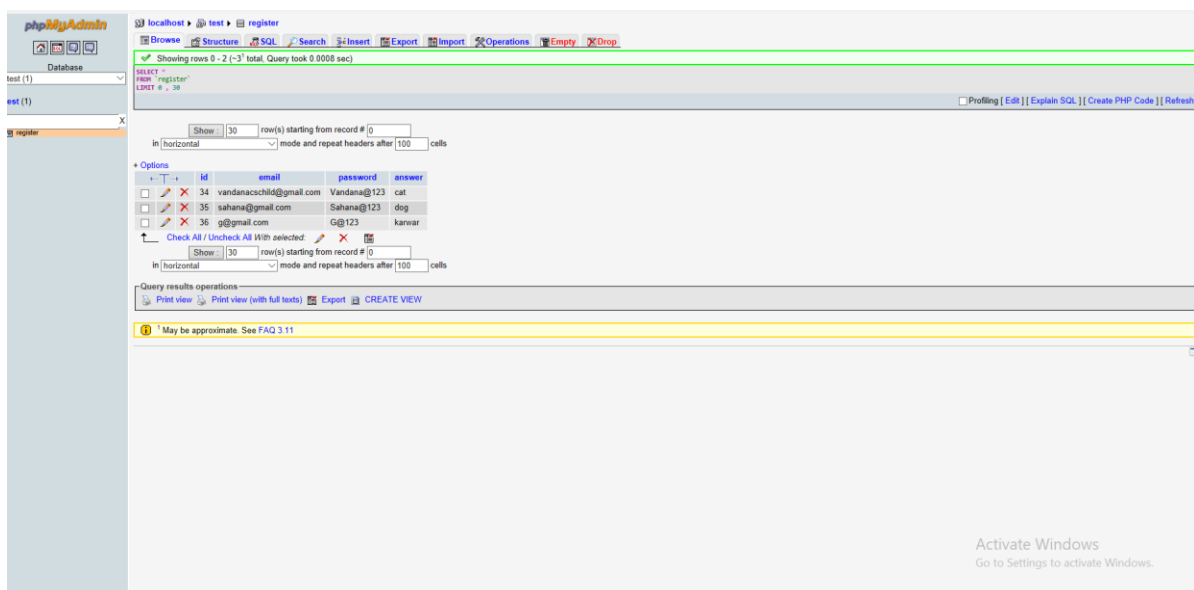 phpMyAdmin
Database
test (1)
est (1)
X
register
localhost ▸ test ▸ register
Browse Structure SQL Search Insert Export Import Operations Empty Drop
Showing rows 0 - 2 (~3¹ total, Query took 0.0008 sec)
SELECT *
FROM `register`
LIMIT 0 , 30
Profiling [ Edit ] [ Explain SQL ] [ Create PHP Code ] [ Refresh
Show : 30 row(s) starting from record # 0
in horizontal mode and repeat headers after 100 cells
+ Options
←T→ id email password answer
34 vandanacschild@gmail.com Vandana@123 cat
35 sahana@gmail.com Sahana@123 dog
36 g@gmail.com G@123 karwar
Check All / Uncheck All With selected:
Show : 30 row(s) starting from record # 0
in horizontal mode and repeat headers after 100 cells
Query results operations
Print view Print view (with full texts) Export CREATE VIEW
¹ May be approximate. See FAQ 3.11
Activate Windows
Go to Settings to activate Windows.